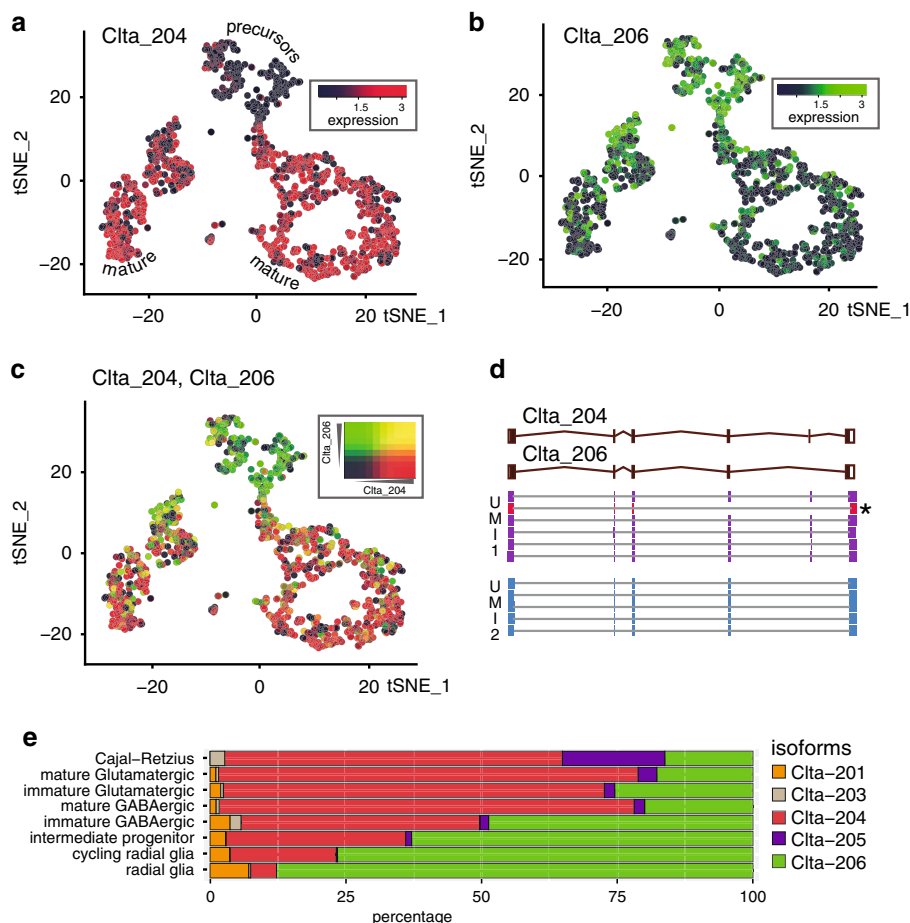 a
Clta_204
precursors
1.5 3
expression
tSNE_2
20
0
−20
mature
mature
−20 0 20 tSNE_1
b
Clta_206
1.5 3
expression
tSNE_2
20
0
−20
−20 0 20 tSNE_1
c
Clta_204, Clta_206
Clta_206
Clta_204
tSNE_2
20
0
−20
−20 0 20 tSNE_1
d
Clta_204
Clta_206
U
M
I
1
*
U
M
I
2
e
Cajal−Retzius
mature Glutamatergic
immature Glutamatergic
mature GABAergic
immature GABAergic
intermediate progenitor
cycling radial glia
radial glia
0 25 50 75 100
percentage
isoforms
Clta−201
Clta−203
Clta−204
Clta−205
Clta−206